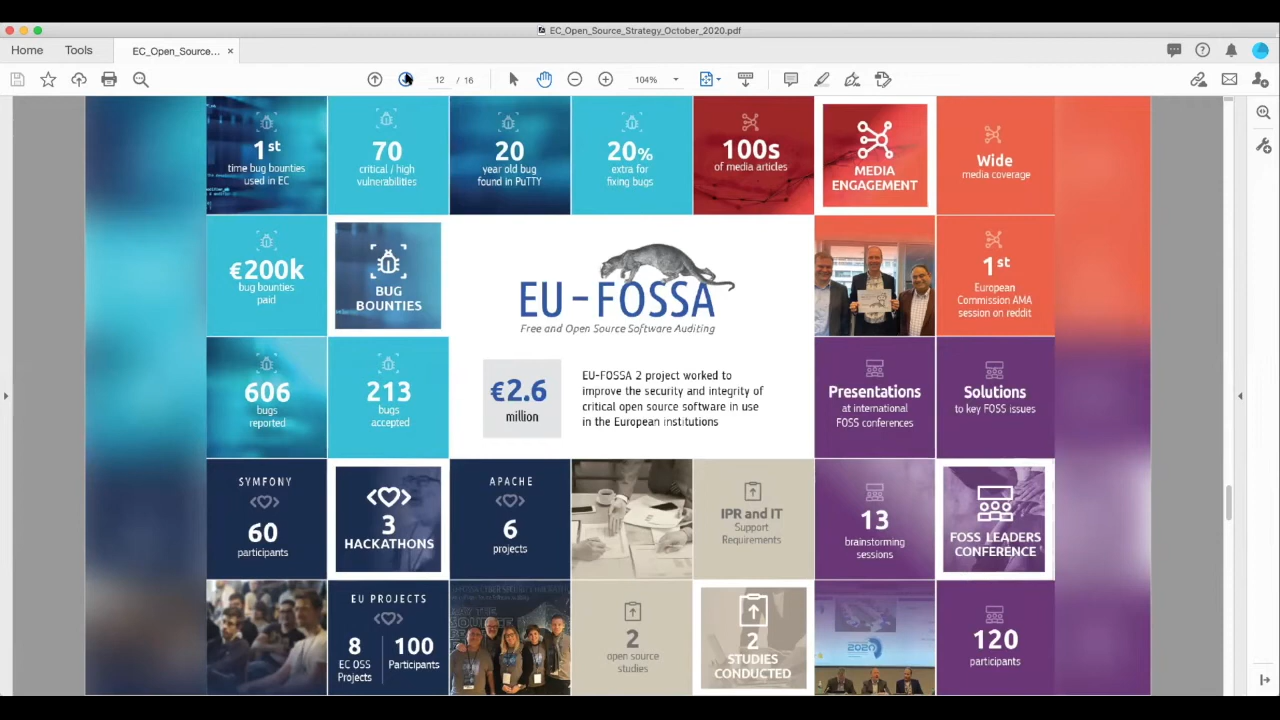 EC_Open_Source_Strategy_October_2020.pdf
Home
Tools
EC_Open_Source... ×
12 / 16
104%
1st
time bug bounties
used in EC
70
critical / high
vulnerabilities
20
year old bug
found in PuTTY
20%
extra for
fixing bugs
100s
of media articles
MEDIA
ENGAGEMENT
Wide
media coverage
€200k
bug bounties
paid
BUG
BOUNTIES
EU-FOSSA
Free and Open Source Software Auditing
1st
European
Commission AMA
session on reddit
606
bugs
reported
213
bugs
accepted
€2.6
million
EU-FOSSA 2 project worked to
improve the security and integrity of
critical open source software in use
in the European institutions
Presentations
at international
FOSS conferences
Solutions
to key FOSS issues
SYMFONY
60
participants
3
HACKATHONS
APACHE
6
projects
IPR and IT
Support
Requirements
13
brainstorming
sessions
FOSS LEADERS
CONFERENCE
EU PROJECTS
8
EC OSS
Projects
100
Participants
2
open source
studies
2
STUDIES
CONDUCTED
2020
120
participants